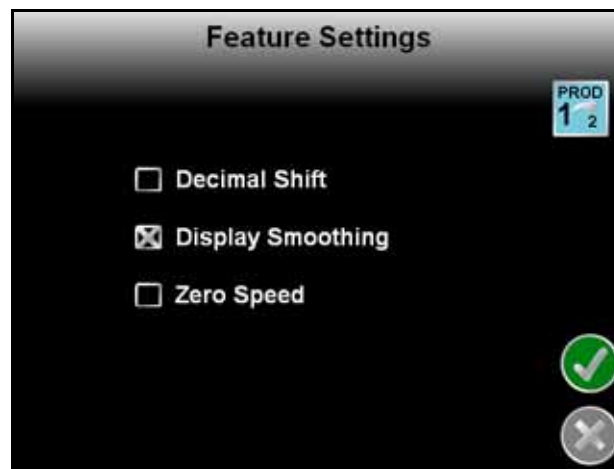 Feature Settings
PROD
1 2
Decimal Shift
Display Smoothing
Zero Speed